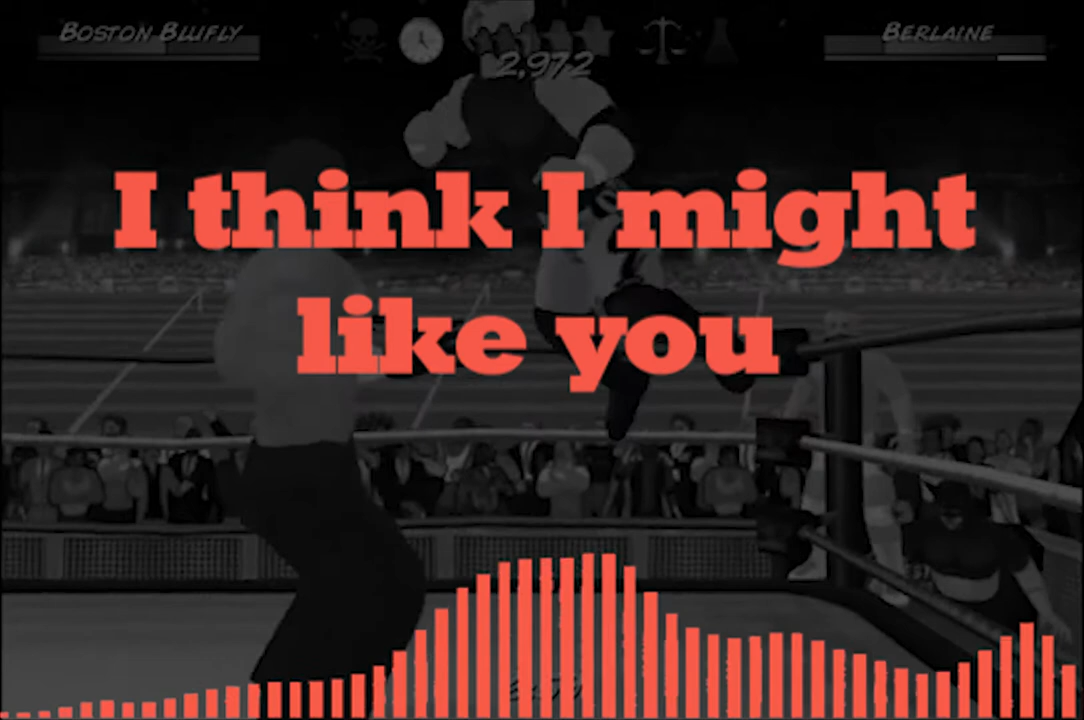 BOSTON BLUFLY
BERLAINE
2,972
I think I might
like you